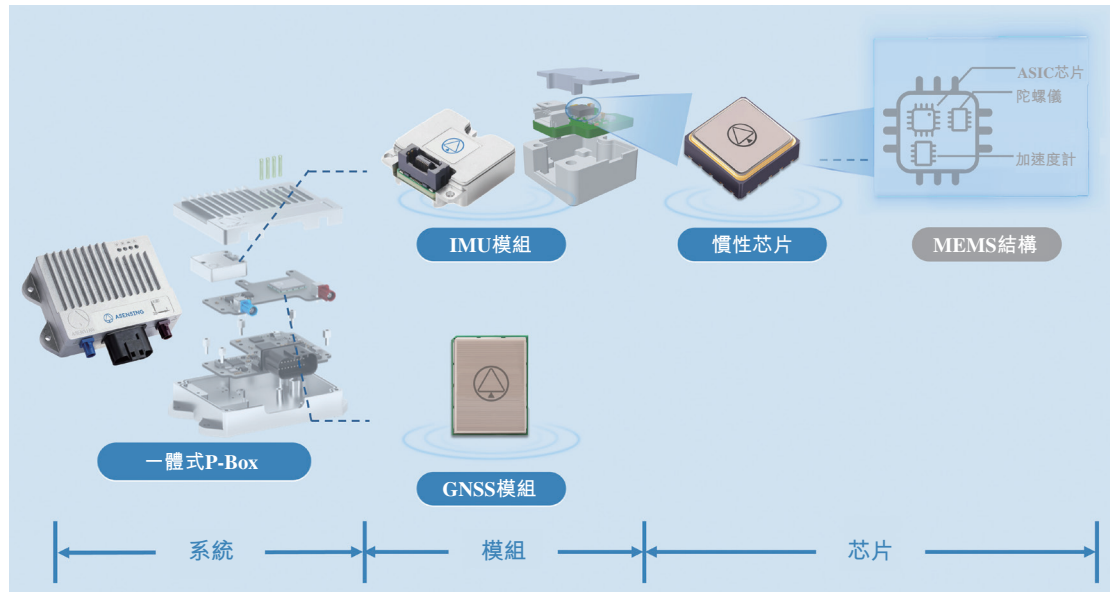 ASIC芯片
陀螺儀
加速度計
IMU模組
慣性芯片
MEMS結構
ASENSING
一體式P-Box
GNSS模組
系統
模組
芯片